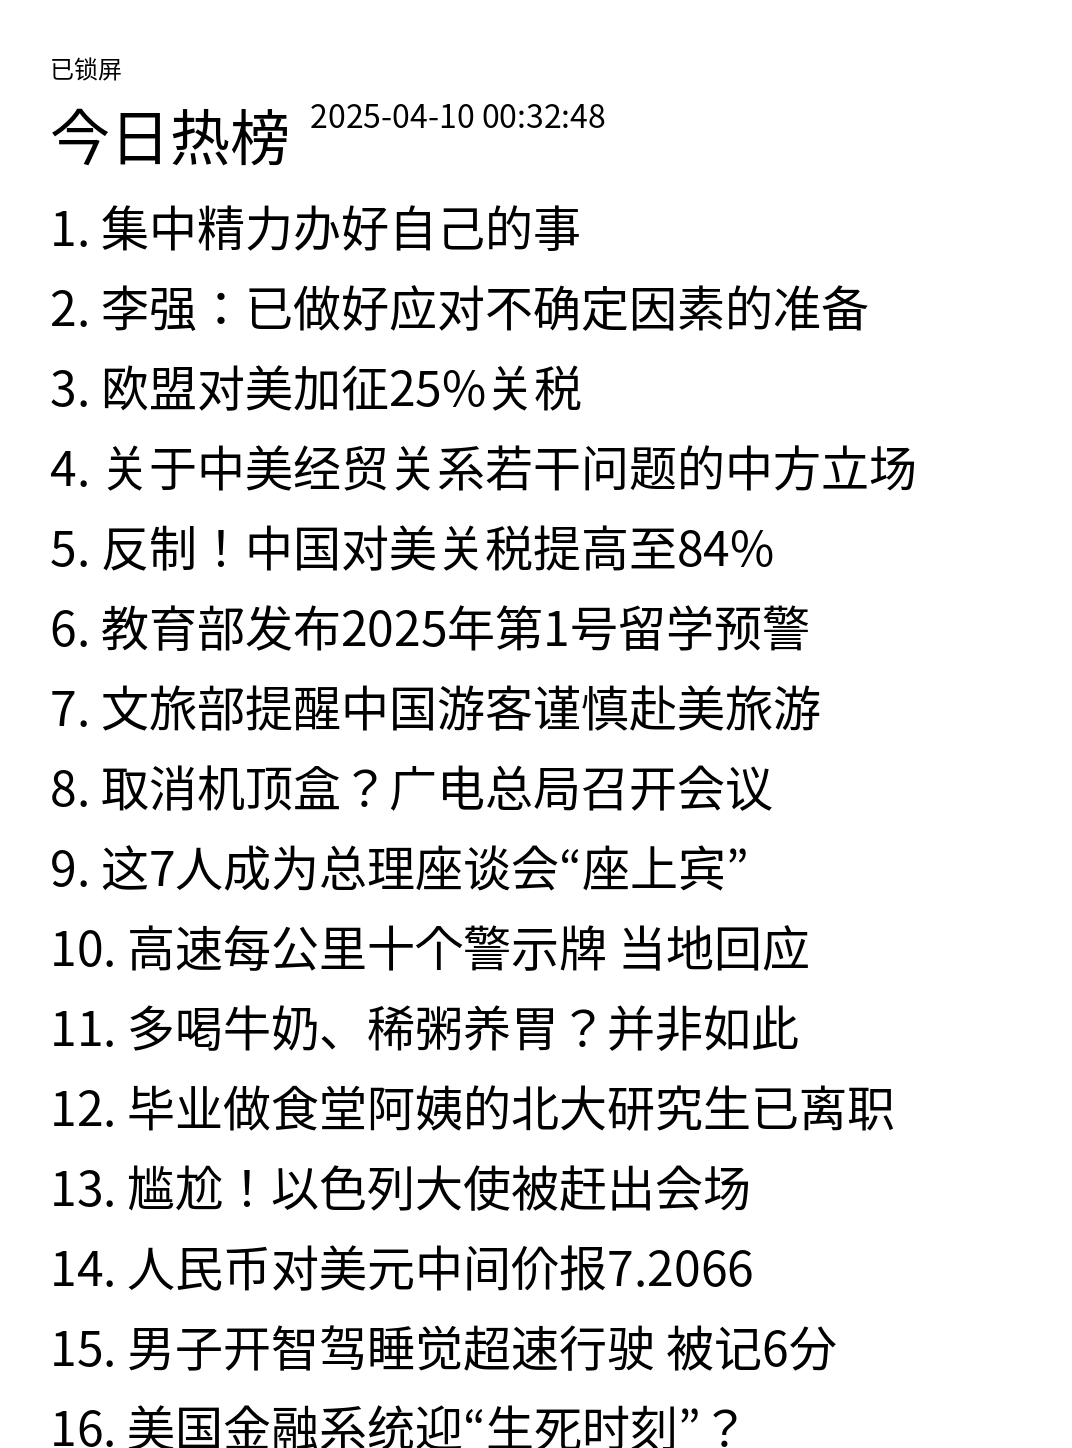 已锁屏
今日热榜 2025-04-10 00:32:48
1. 集中精力办好自己的事
2. 李强：已做好应对不确定因素的准备
3. 欧盟对美加征25%关税
4. 关于中美经贸关系若干问题的中方立场
5. 反制！中国对美关税提高至84%
6. 教育部发布2025年第1号留学预警
7. 文旅部提醒中国游客谨慎赴美旅游
8. 取消机顶盒？广电总局召开会议
9. 这7人成为总理座谈会“座上宾”
10. 高速每公里十个警示牌 当地回应
11. 多喝牛奶、稀粥养胃？并非如此
12. 毕业做食堂阿姨的北大研究生已离职
13. 尴尬！以色列大使被赶出会场
14. 人民币对美元中间价报7.2066
15. 男子开智驾睡觉超速行驶 被记6分
16. 美国金融系统迎“生死时刻”？